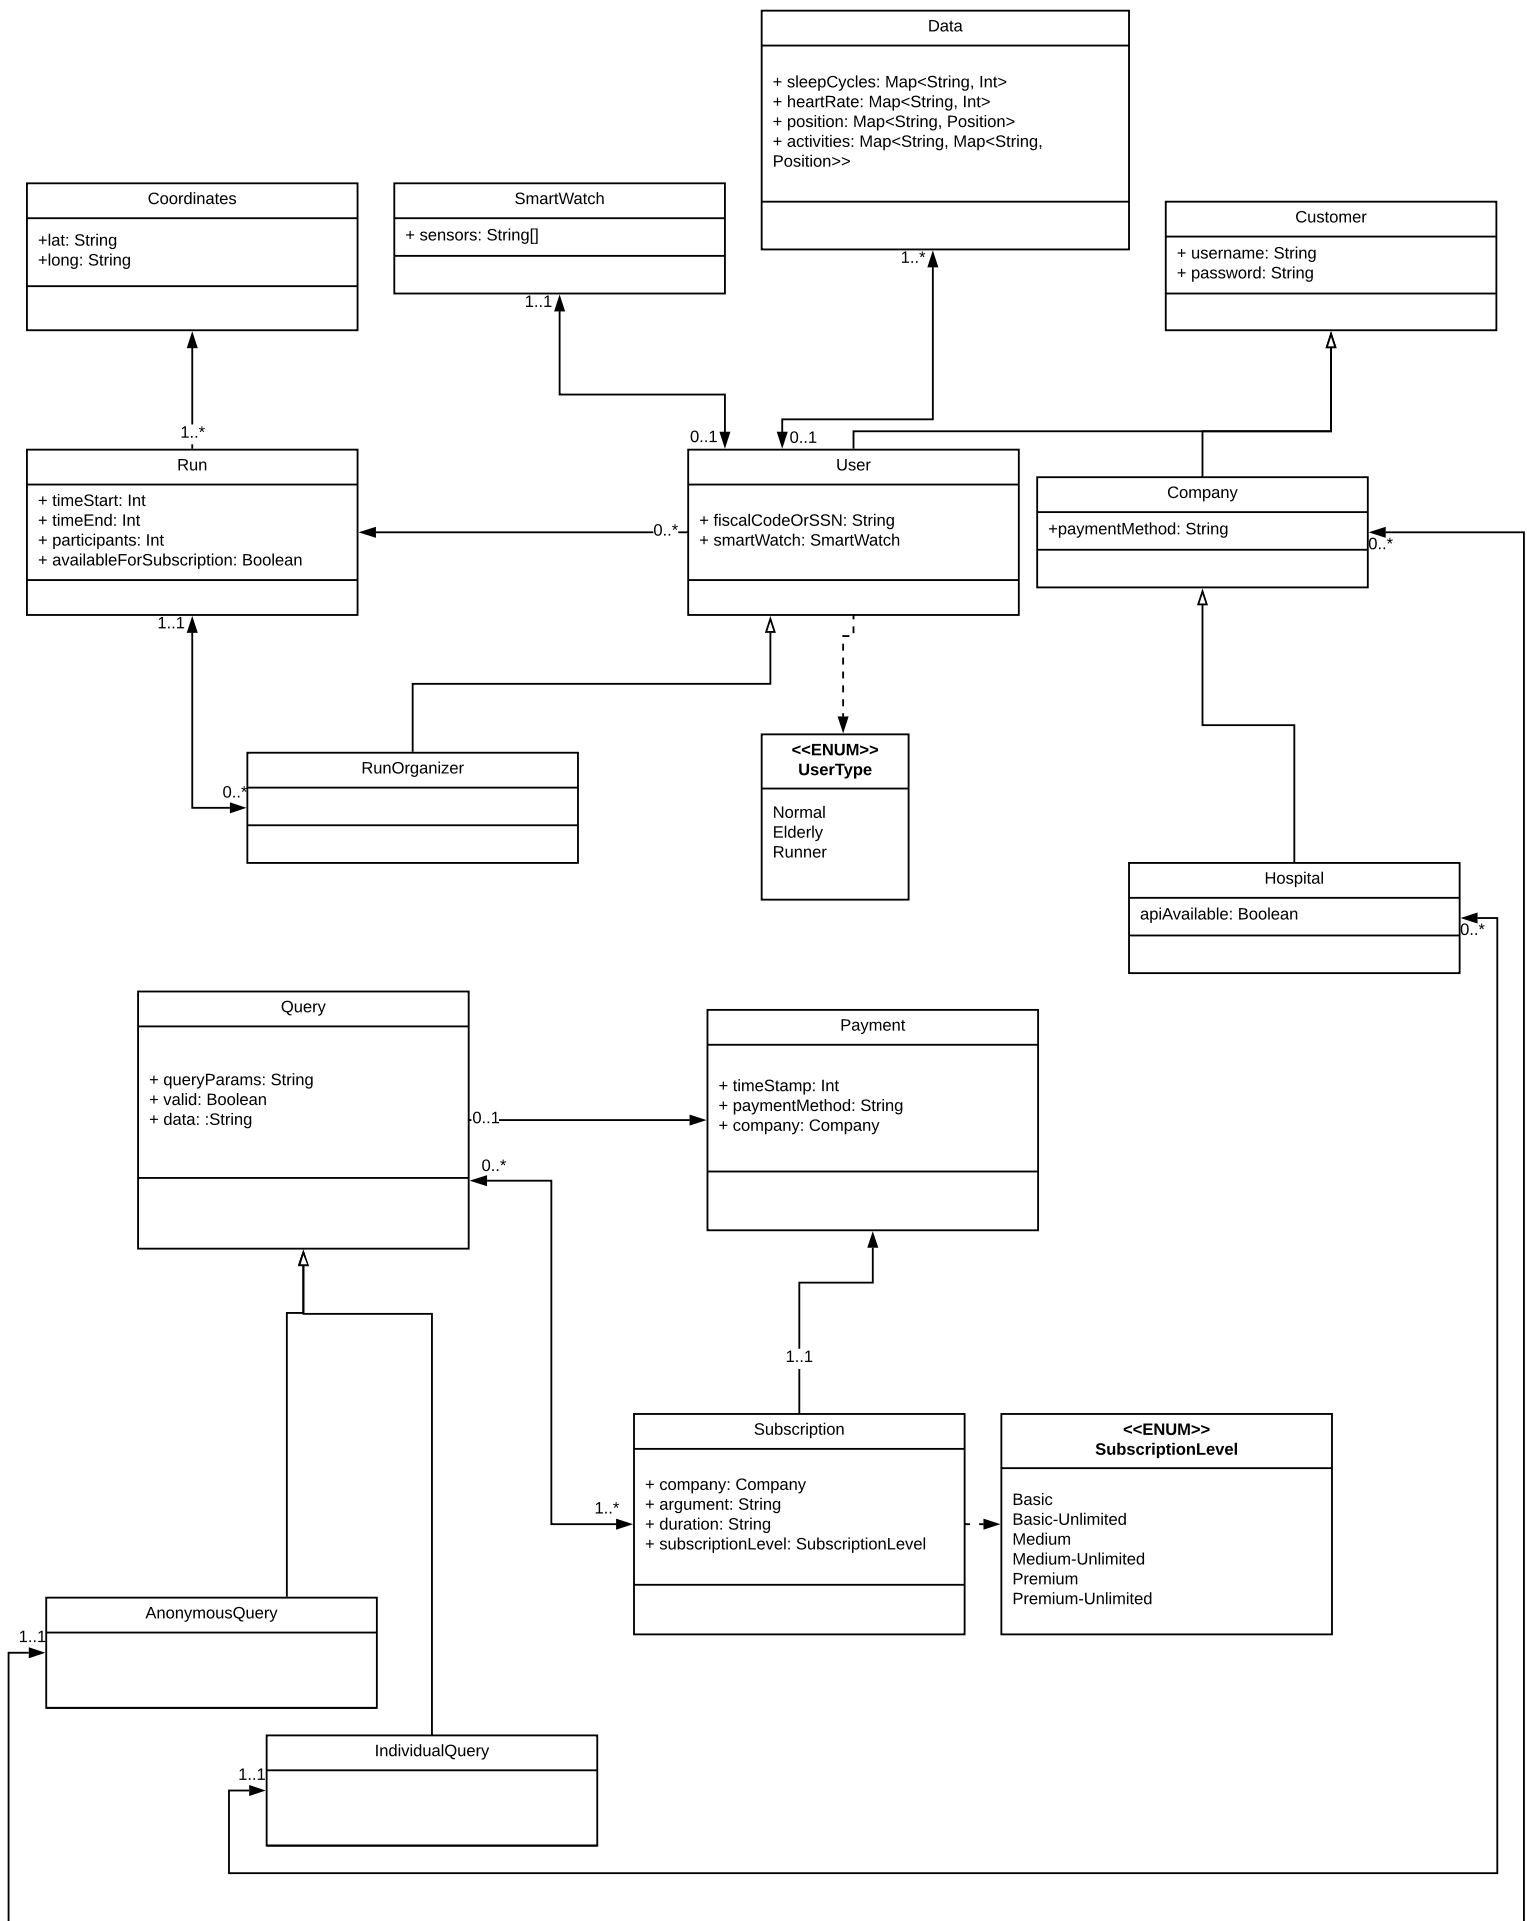 Data
+ sleepCycles: Map<String, Int>
+ heartRate: Map<String, Int>
+ position: Map<String, Position>
+ activities: Map<String, Map<String,
Position>>
Coordinates
+lat: String
+long: String
SmartWatch
+ sensors: String[]
Customer
+ username: String
+ password: String
1..*
1..1
1..*
0..1
0..1
Run
+ timeStart: Int
+ timeEnd: Int
+ participants: Int
+ availableForSubscription: Boolean
0..*
User
+ fiscalCodeOrSSN: String
+ smartWatch: SmartWatch
Company
+paymentMethod: String
0..*
1..1
RunOrganizer
0..*
<<ENUM>>
UserType
Normal
Elderly
Runner
Hospital
apiAvailable: Boolean
0..*
Query
+ queryParams: String
+ valid: Boolean
+ data: :String
0..1
0..*
Payment
+ timeStamp: Int
+ paymentMethod: String
+ company: Company
1..1
Subscription
+ company: Company
+ argument: String
+ duration: String
+ subscriptionLevel: SubscriptionLevel
1..*
<<ENUM>>
SubscriptionLevel
Basic
Basic-Unlimited
Medium
Medium-Unlimited
Premium
Premium-Unlimited
AnonymousQuery
1..1
IndividualQuery
1..1